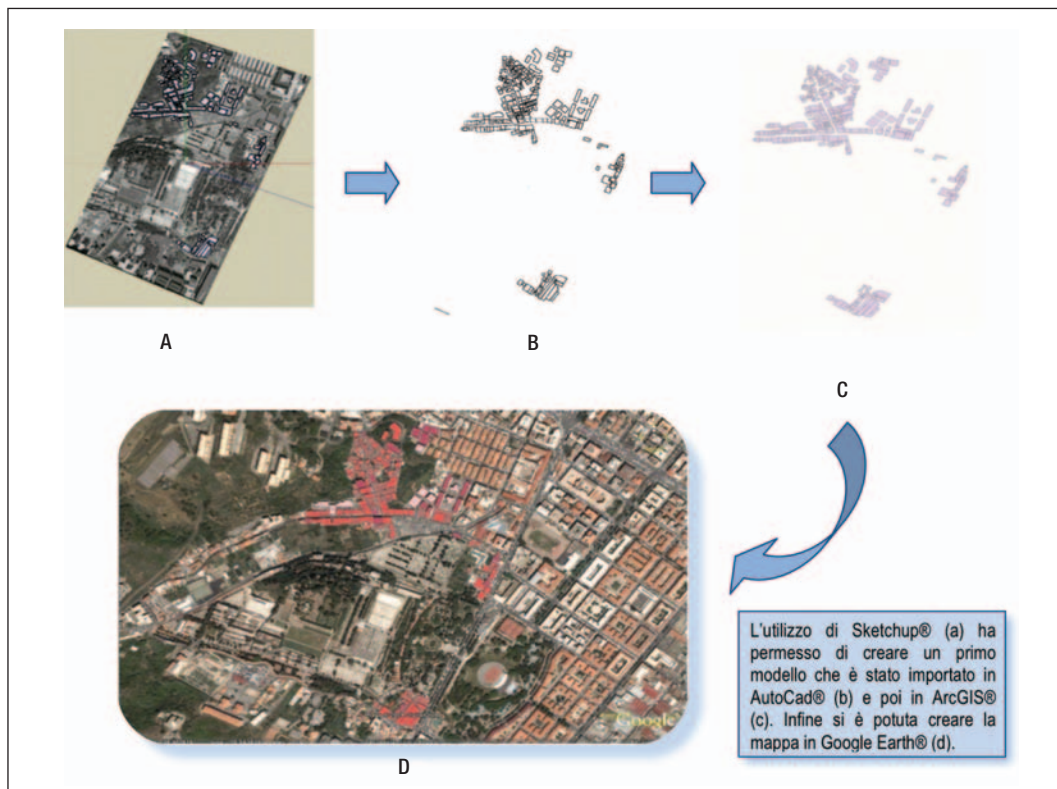 A
B
C
D
Google
L'utilizzo di Sketchup® (a) ha
permesso di creare un primo
modello che è stato importato in
AutoCad® (b) e poi in ArcGIS®
(c). Infine si è potuta creare la
mappa in Google Earth® (d).